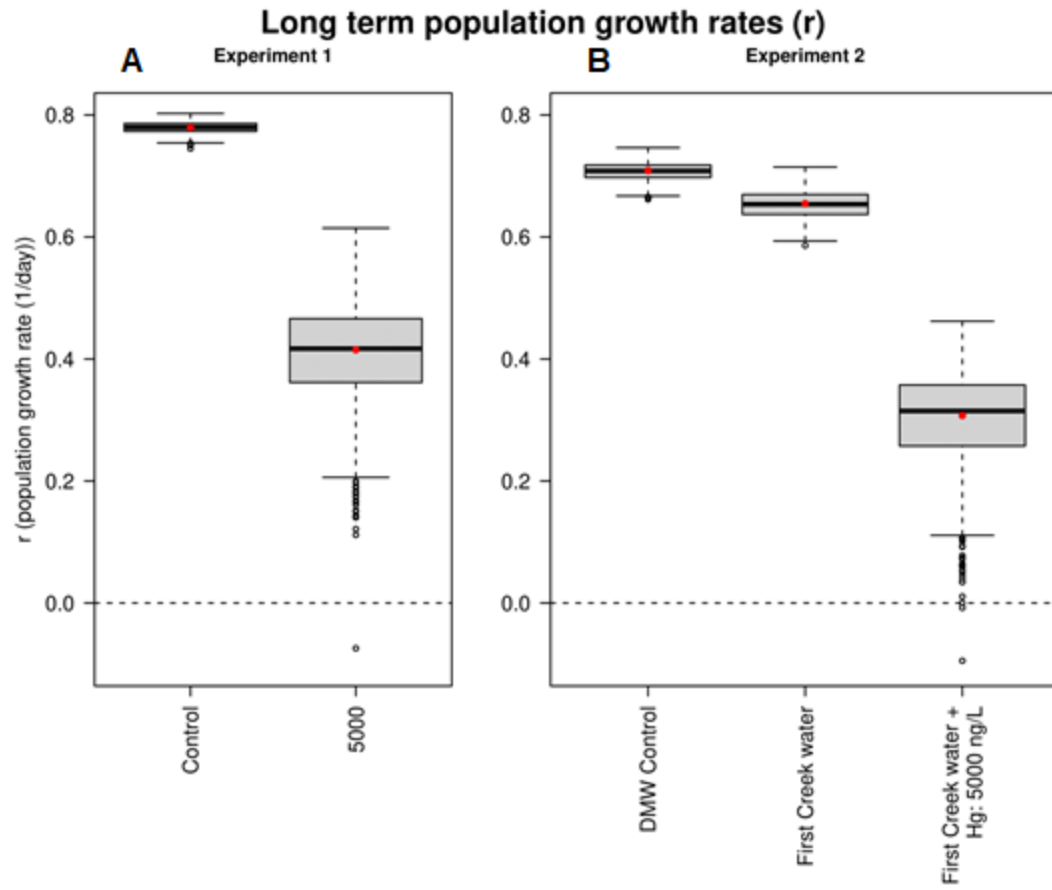 Long term population growth rates (r)
A
Experiment 1
B
Experiment 2
r (population growth rate (1/day))
0.8
0.6
0.4
0.2
0.0
Control
5000
0.8
0.6
0.4
0.2
0.0
DMW Control
First Creek water
First Creek water +
Hg: 5000 ng/L